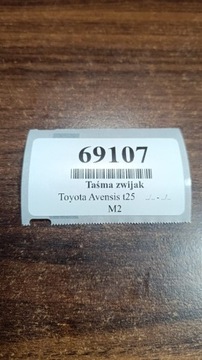 69107
Taśma zwijak
Toyota Avensis t25 ../.. - ../..
M2